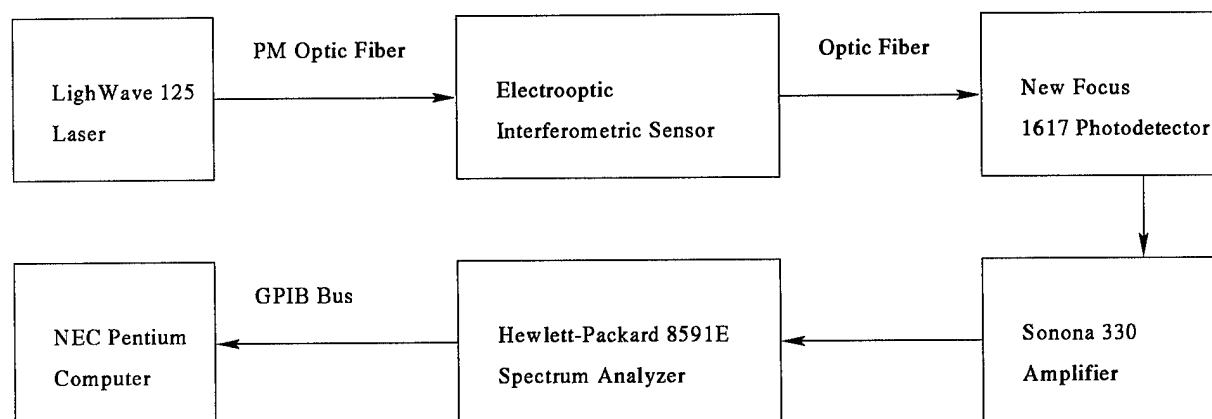 PM Optic Fiber
Optic Fiber
LighWave 125
Laser
Electrooptic
Interferometric Sensor
New Focus
1617 Photodetector
GPIB Bus
NEC Pentium
Computer
Hewlett-Packard 8591E
Spectrum Analyzer
Sonona 330
Amplifier